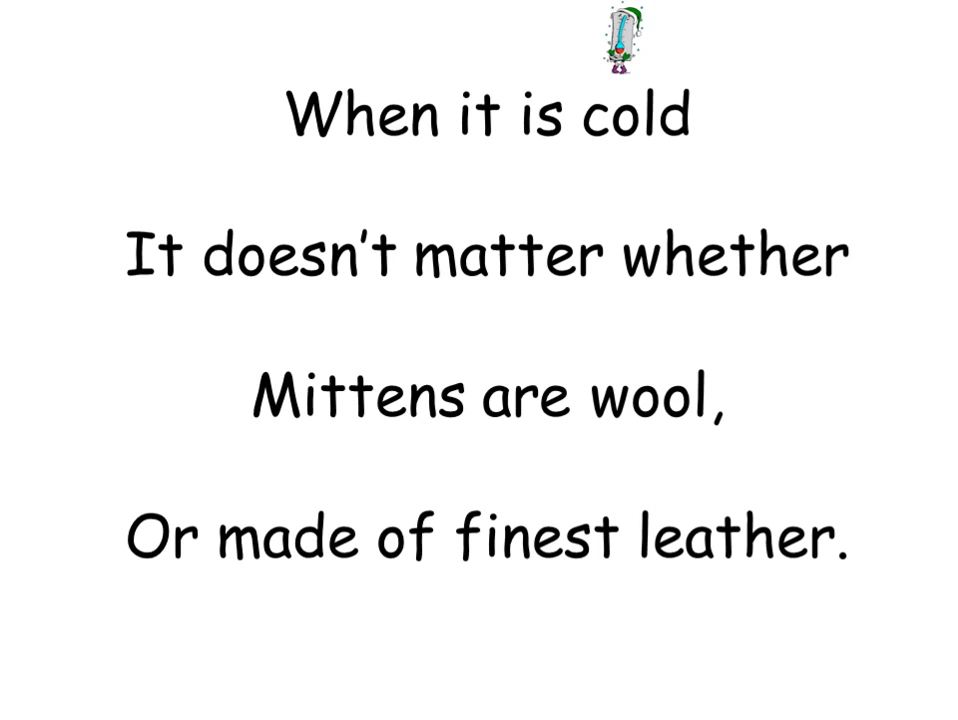 When it is cold
It doesn’t matter whether
Mittens are wool,
Or made of finest leather.